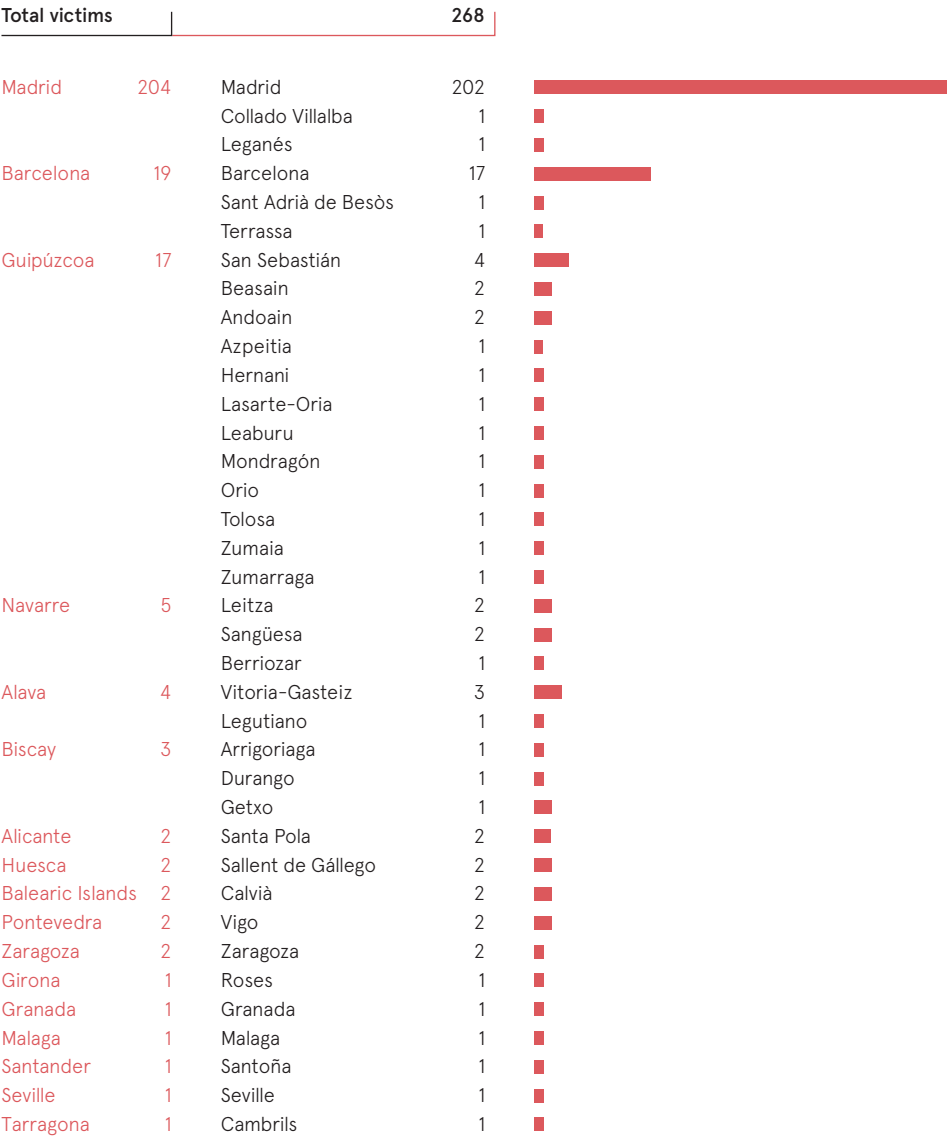 Total victims 268
Madrid 204 Madrid 202
Collado Villalba 1
Leganés 1
Barcelona 19 Barcelona 17
Sant Adrià de Besòs 1
Terrassa 1
Guipúzcoa 17 San Sebastián 4
Beasain 2
Andoain 2
Azpeitia 1
Hernani 1
Lasarte-Oria 1
Leaburu 1
Mondragón 1
Orio 1
Tolosa 1
Zumaia 1
Zumarraga 1
Navarre 5 Leitza 2
Sangüesa 2
Berriozar 1
Alava 4 Vitoria-Gasteiz 3
Legutiano 1
Biscay 3 Arrigoriaga 1
Durango 1
Getxo 1
Alicante 2 Santa Pola 2
Huesca 2 Sallent de Gállego 2
Balearic Islands 2 Calvià 2
Pontevedra 2 Vigo 2
Zaragoza 2 Zaragoza 2
Girona 1 Roses 1
Granada 1 Granada 1
Malaga 1 Malaga 1
Santander 1 Santoña 1
Seville 1 Seville 1
Tarragona 1 Cambrils 1